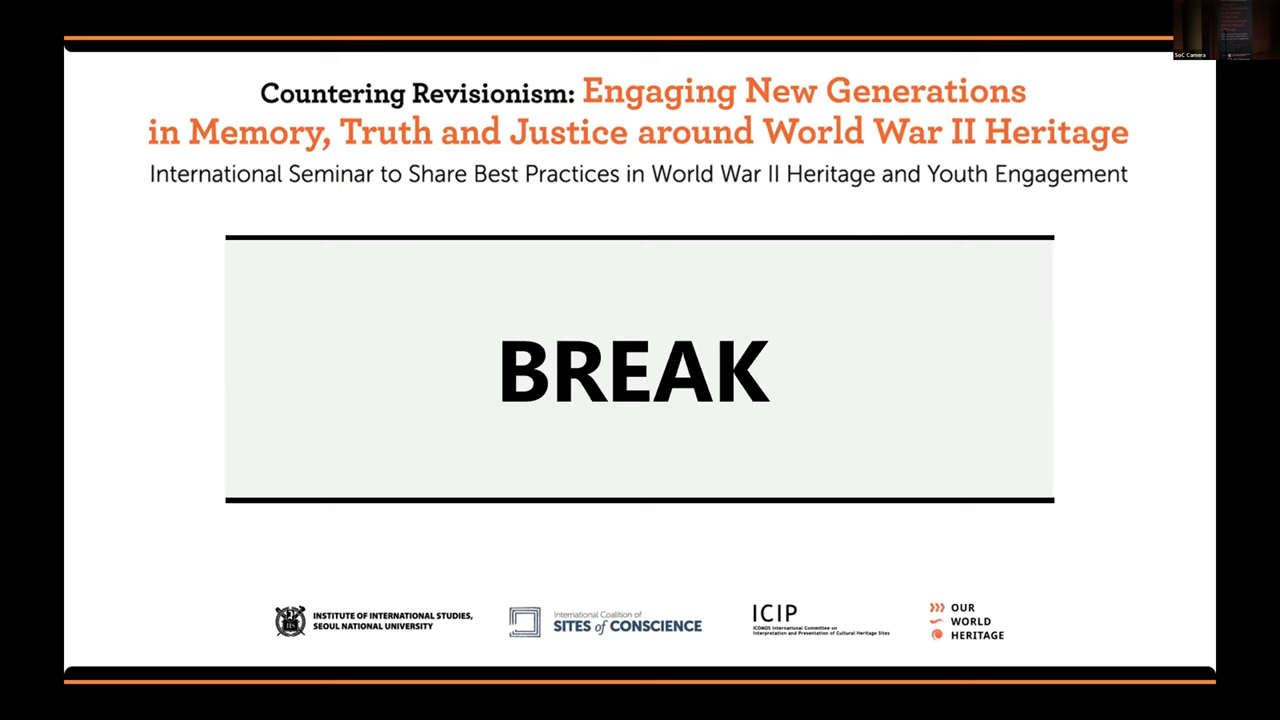 Countering Revisionism: Engaging New Generations
in Memory, Truth and Justice around World War II Heritage
International Seminar to Share Best Practices in World War II Heritage and Youth Engagement
BREAK
INSTITUTE OF INTERNATIONAL STUDIES,
SEOUL NATIONAL UNIVERSITY
International Coalition of
SITES of CONSCIENCE
ICIP
ICOMOS International Committee on
Interpretation and Presentation of Cultural Heritage Sites
OUR
WORLD
HERITAGE
SoC Camera